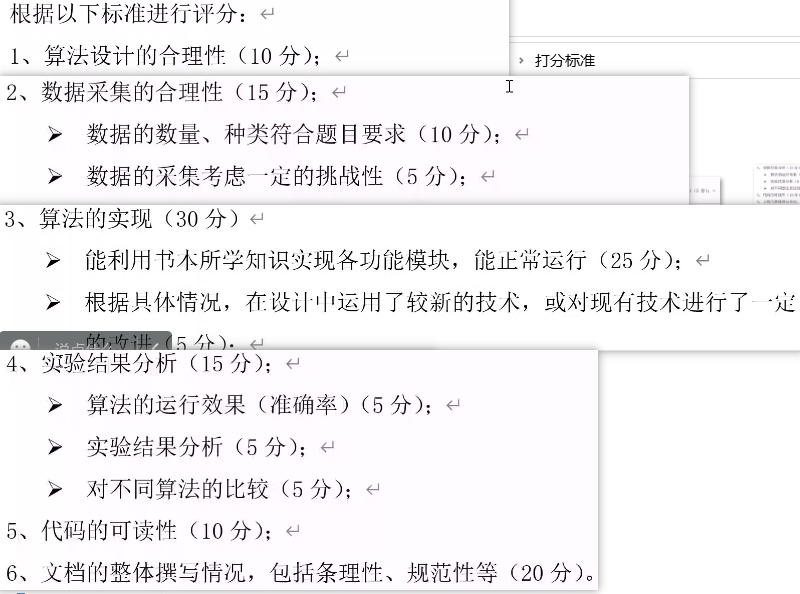 根据以下标准进行评分：
1、算法设计的合理性（10 分）；
打分标准
2、数据采集的合理性（15 分）；
➢ 数据的数量、种类符合题目要求（10 分）；
➢ 数据的采集考虑一定的挑战性（5 分）；
3、算法的实现（30 分）
➢ 能利用书本所学知识实现各功能模块，能正常运行（25 分）；
➢ 根据具体情况，在设计中运用了较新的技术，或对现有技术进行了一定
的改进（5 分）；
4、实验结果分析（15 分）；
➢ 算法的运行效果（准确率）（5 分）；
➢ 实验结果分析（5 分）；
➢ 对不同算法的比较（5 分）；
5、代码的可读性（10 分）；
6、文档的整体撰写情况，包括条理性、规范性等（20 分）。